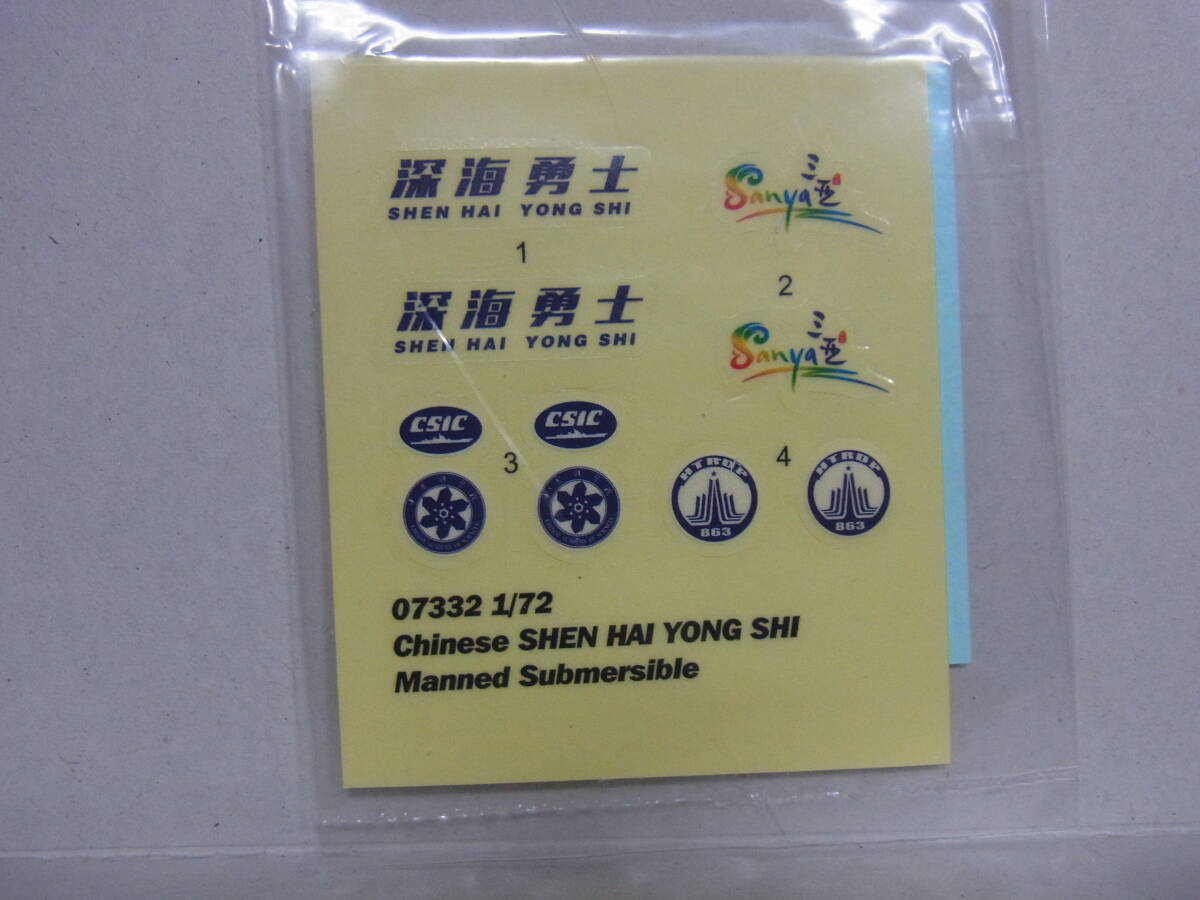 深海勇士
SHEN HAI YONG SHI
1
Sanya三亚
2
深海勇士
SHEN HAI YONG SHI
Sanya三亚
CSIC
CSIC
3
HTRDP
863
4
HTRDP
863
07332 1/72
Chinese SHEN HAI YONG SHI
Manned Submersible